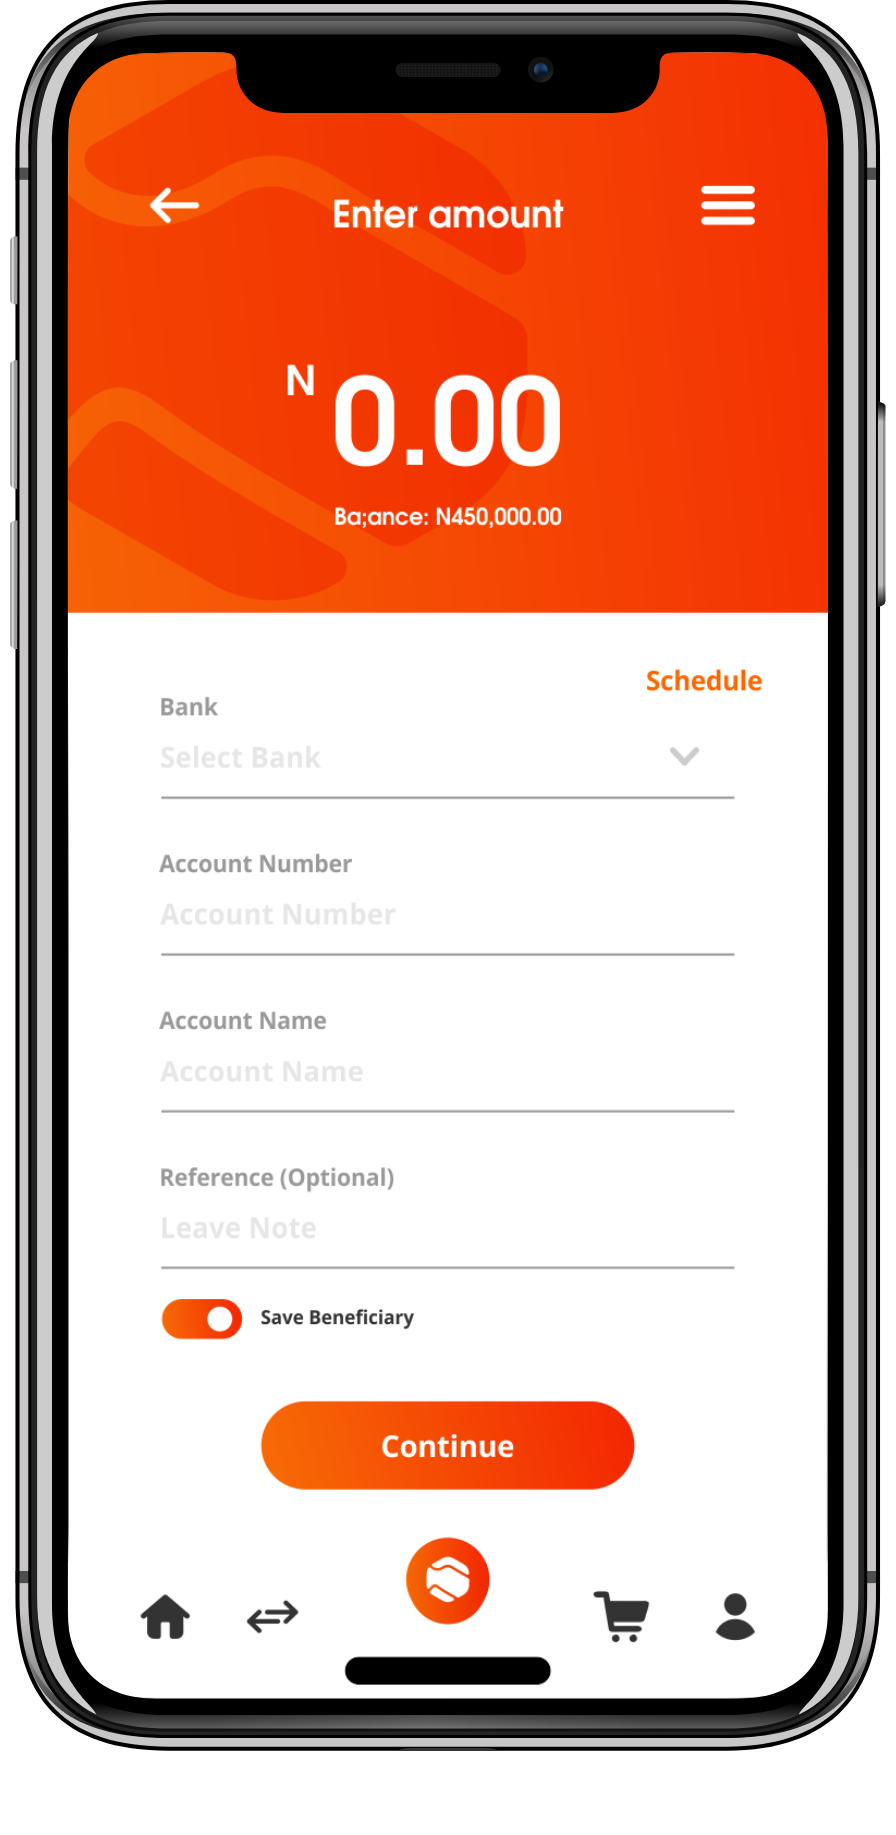 Enter amount
N 0.00
Ba;ance: N450,000.00
Schedule
Bank
Select Bank
Account Number
Account Number
Account Name
Account Name
Reference (Optional)
Leave Note
Save Beneficiary
Continue